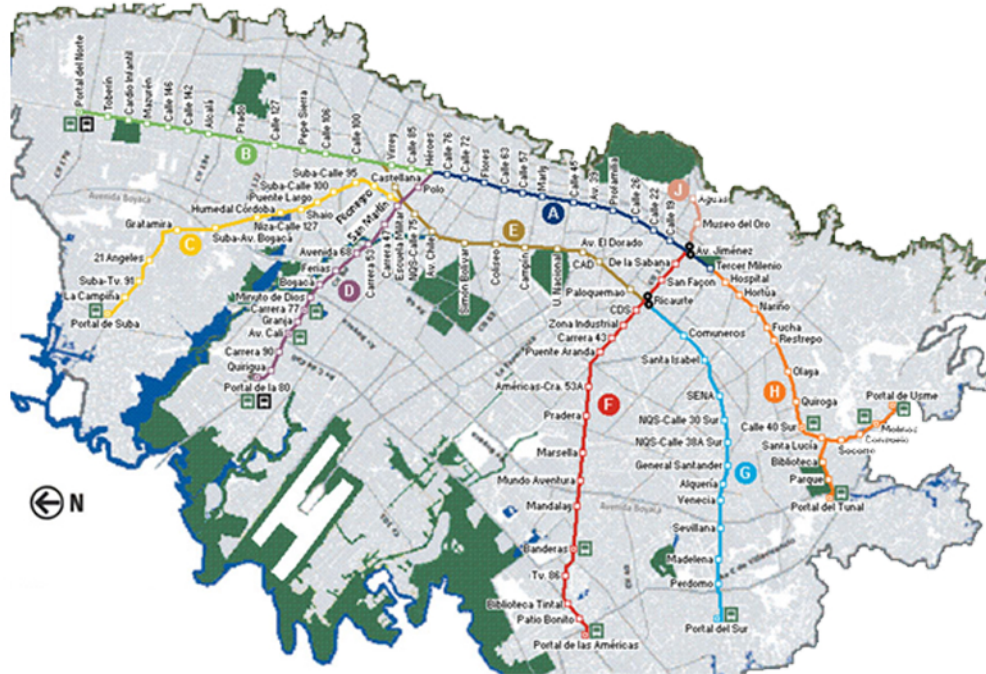 Portal del Norte
Toberín
Cardio Infantil
Mazurén
Calle 146
Calle 142
Alcalá
Prado
Calle 127
Pepe Sierra
Calle 106
Calle 100
Virrey
Calle 85
Héroes
Calle 76
Calle 72
Flores
Calle 63
Calle 57
Marly
Calle 45
Av. 39
Profamilia
Calle 26
Calle 22
Calle 19
B
A
J
Aguas
Museo del Oro
Av. Jiménez
Tercer Milenio
Castellana
Polo
Suba-Calle 95
Suba-Calle 100
Puente Largo
Humedal Córdoba
Shaio
Niza-Calle 127
Suba-Av. Boyacá
Gratamira
C
21 Angeles
Suba-Tv. 91
La Campiña
Portal de Suba
Avenida Boyaca
Rionegro
San Martín
Avenida 68
Ferias
Boyacá
Minuto de Dios
Carrera 77
Granja
Av. Cali
Carrera 90
Quirigua
Portal de la 80
D
Carrera 53
Carrera 47
Escuela Militar
NQS-Calle 75
Av. Chile
Simón Bolívar
Coliseo
Campín
U. Nacional
E
Av. El Dorado
CAD
Paloquemao
De la Sabana
San Façon
Ricaurte
CDS
Zona Industrial
Carrera 43
Puente Aranda
Américas-Cra. 53A
Pradera
F
Marsella
Mundo Aventura
Mandalay
Banderas
Tv. 86
Biblioteca Tintal
Patio Bonito
Portal de las Américas
Comuneros
Santa Isabel
SENA
NQS-Calle 30 Sur
NQS-Calle 38A Sur
General Santander
G
Alquería
Venecia
Avenida Boyaca
Sevillana
Madelena
Perdomo
Portal del Sur
Hospital
Hortúa
Nariño
Fucha
Restrepo
Olaya
H
Quiroga
Calle 40 Sur
Santa Lucía
Socorro
Consuelo
Molinos
Portal de Usme
Biblioteca
Parque
Portal del Tunal
N